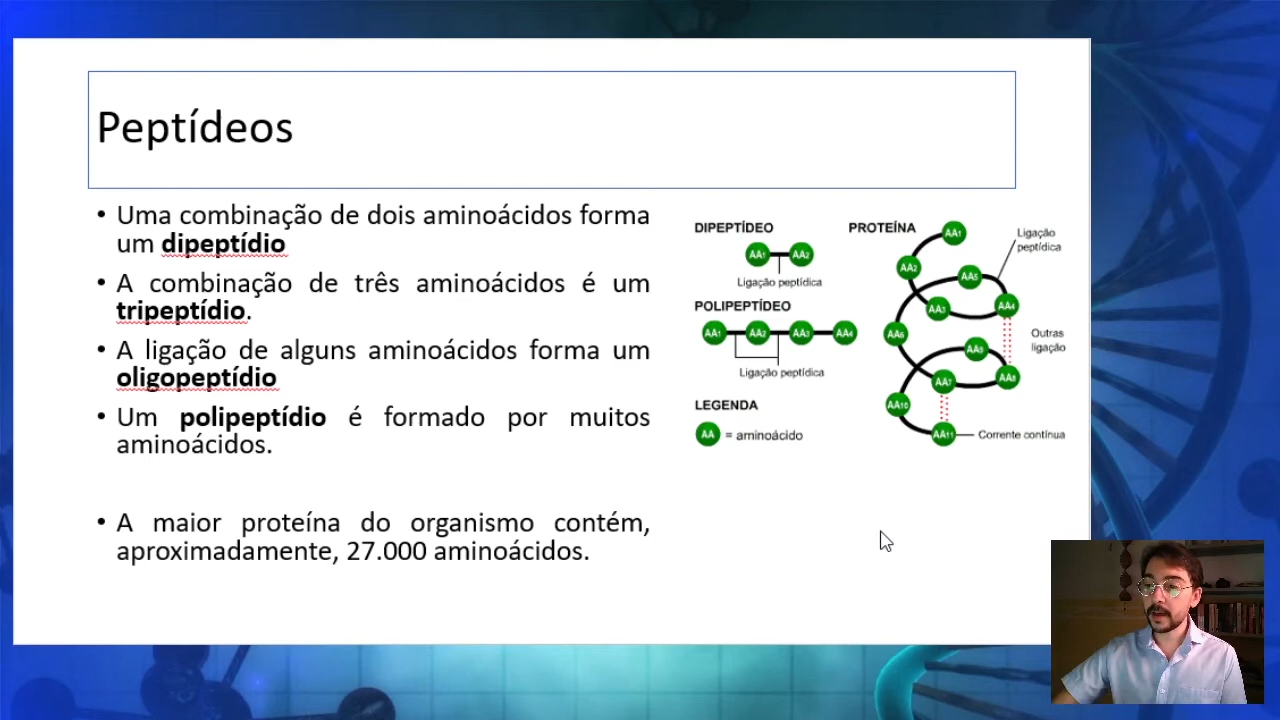 Peptídeos
• Uma combinação de dois aminoácidos forma
um dipeptídio
• A combinação de três aminoácidos é um
tripeptídio.
• A ligação de alguns aminoácidos forma um
oligopeptídio
• Um polipeptídio é formado por muitos
aminoácidos.
• A maior proteína do organismo contém,
aproximadamente, 27.000 aminoácidos.
DIPEPTÍDEO
AA1 AA2
Ligação peptídica
POLIPEPTÍDEO
AA1 AA2 AA3 AA4
Ligação peptídica
LEGENDA
AA = aminoácido
PROTEÍNA
AA1
Ligação
peptídica
AA2
AA5
AA3
AA4
AA6
Outras
ligação
AA9
AA7
AA8
AA10
AA11
Corrente contínua